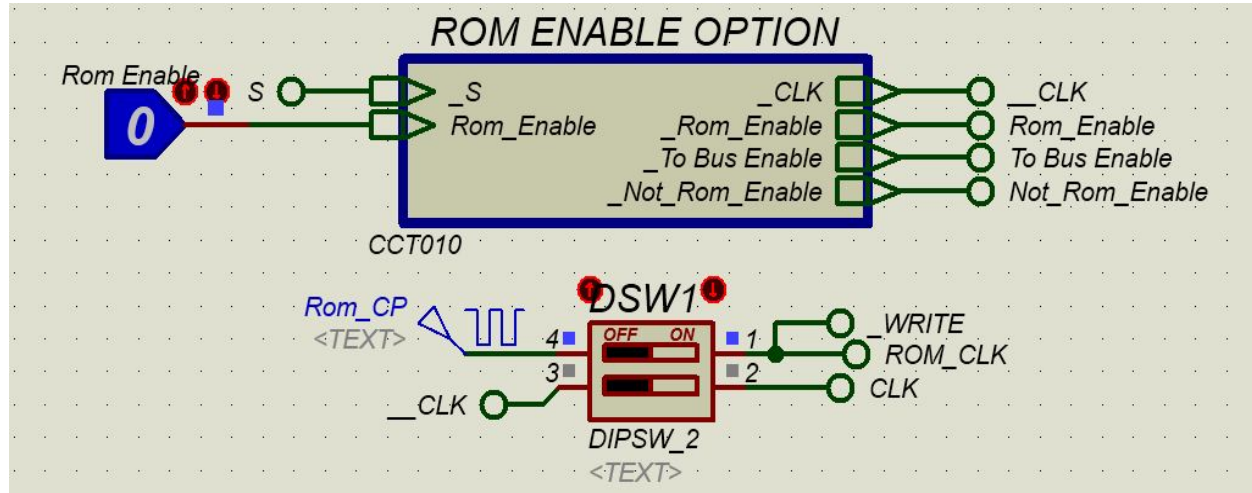 ROM ENABLE OPTION
Rom Enable
0
S
_S
Rom_Enable
_CLK
_Rom_Enable
_To Bus Enable
_Not_Rom_Enable
__CLK
Rom_Enable
To Bus Enable
Not_Rom_Enable
CCT010
DSW1
Rom_CP
<TEXT>
4
OFF ON
1
_WRITE
ROM_CLK
3
2
CLK
__CLK
DIPSW_2
<TEXT>